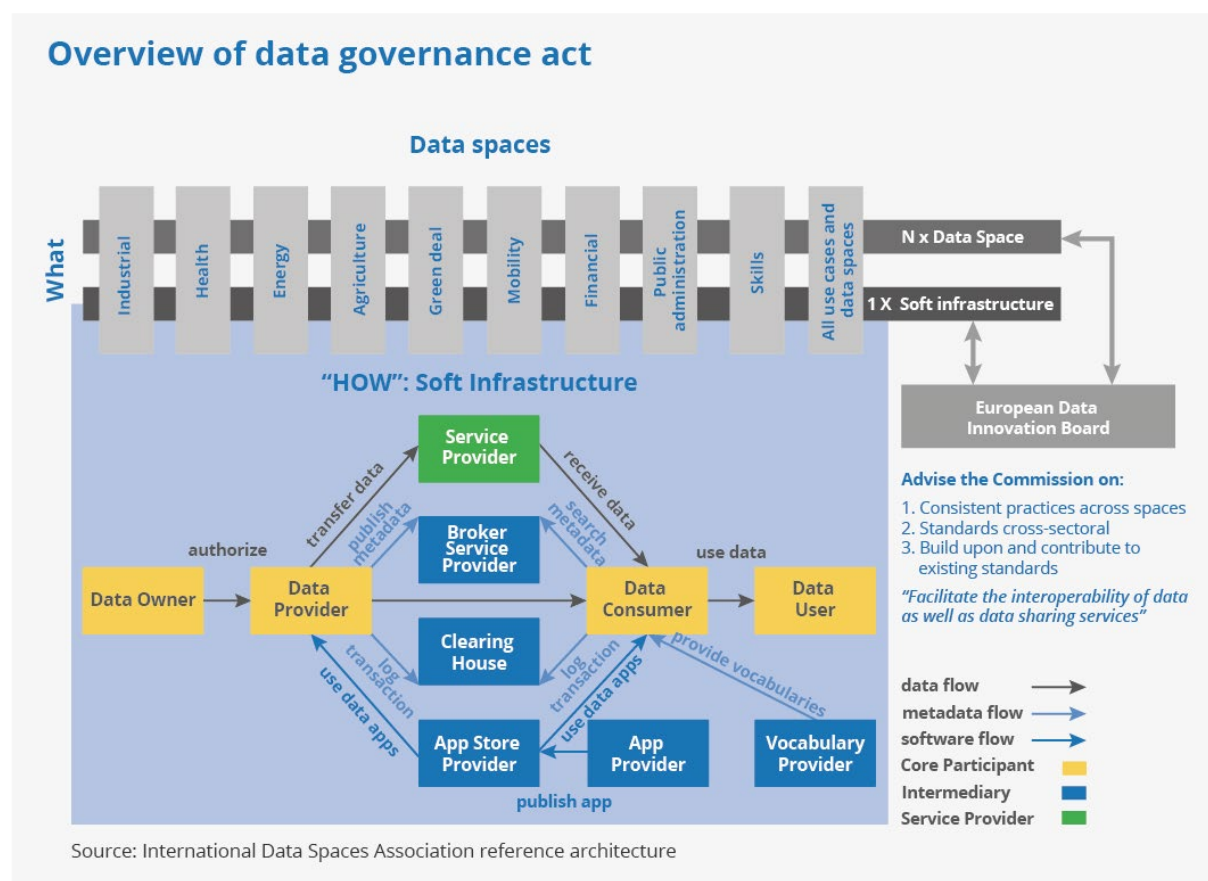 Overview of data governance act
Data spaces
What
Industrial
Health
Energy
Agriculture
Green deal
Mobility
Financial
Public
administration
Skills
All use cases and
data spaces
N x Data Space
1 X Soft infrastructure
“HOW”: Soft Infrastructure
European Data
Innovation Board
Service
Provider
transfer data
receive data
publish
metadata
search
metadata
Broker
Service
Provider
authorize
use data
Data Owner
Data
Provider
Data
Consumer
Data
User
Clearing
House
log
transaction
log
transaction
use data apps
use data apps
provide vocabularies
App Store
Provider
App
Provider
Vocabulary
Provider
publish app
Advise the Commission on:
1. Consistent practices across spaces
2. Standards cross-sectoral
3. Build upon and contribute to
existing standards
“Facilitate the interoperability of data
as well as data sharing services”
data flow
metadata flow
software flow
Core Participant
Intermediary
Service Provider
Source: International Data Spaces Association reference architecture